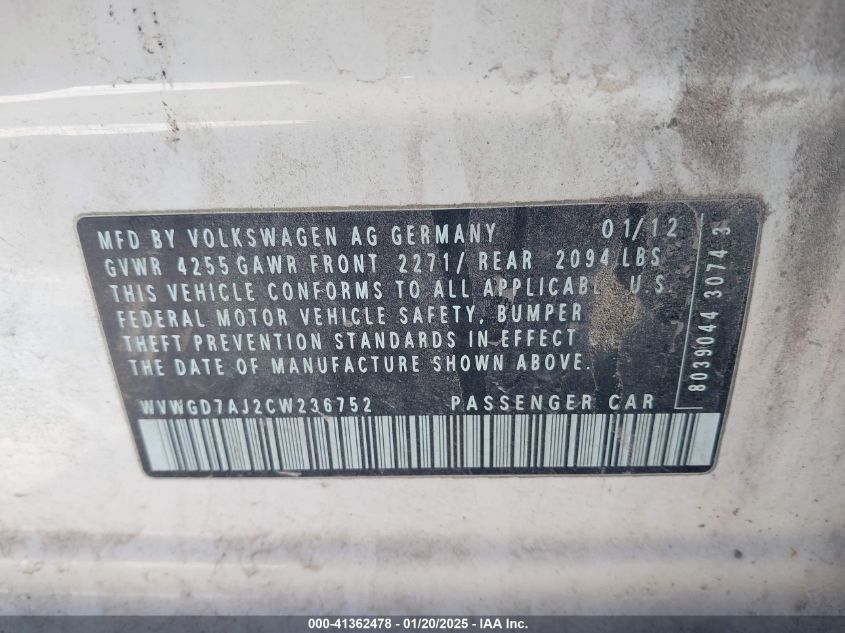 MFD BY VOLKSWAGEN AG GERMANY 01/12
GVWR 4255 GAWR FRONT 2271/ REAR 2094 LBS
THIS VEHICLE CONFORMS TO ALL APPLICABLE U.S.
FEDERAL MOTOR VEHICLE SAFETY, BUMPER
THEFT PREVENTION STANDARDS IN EFFECT
THE DATE OF MANUFACTURE SHOWN ABOVE.
WVWGD7AJ2CW236752 PASSENGER CAR
8039044 3074 3
000-41362478 - 01/20/2025 - IAA Inc.